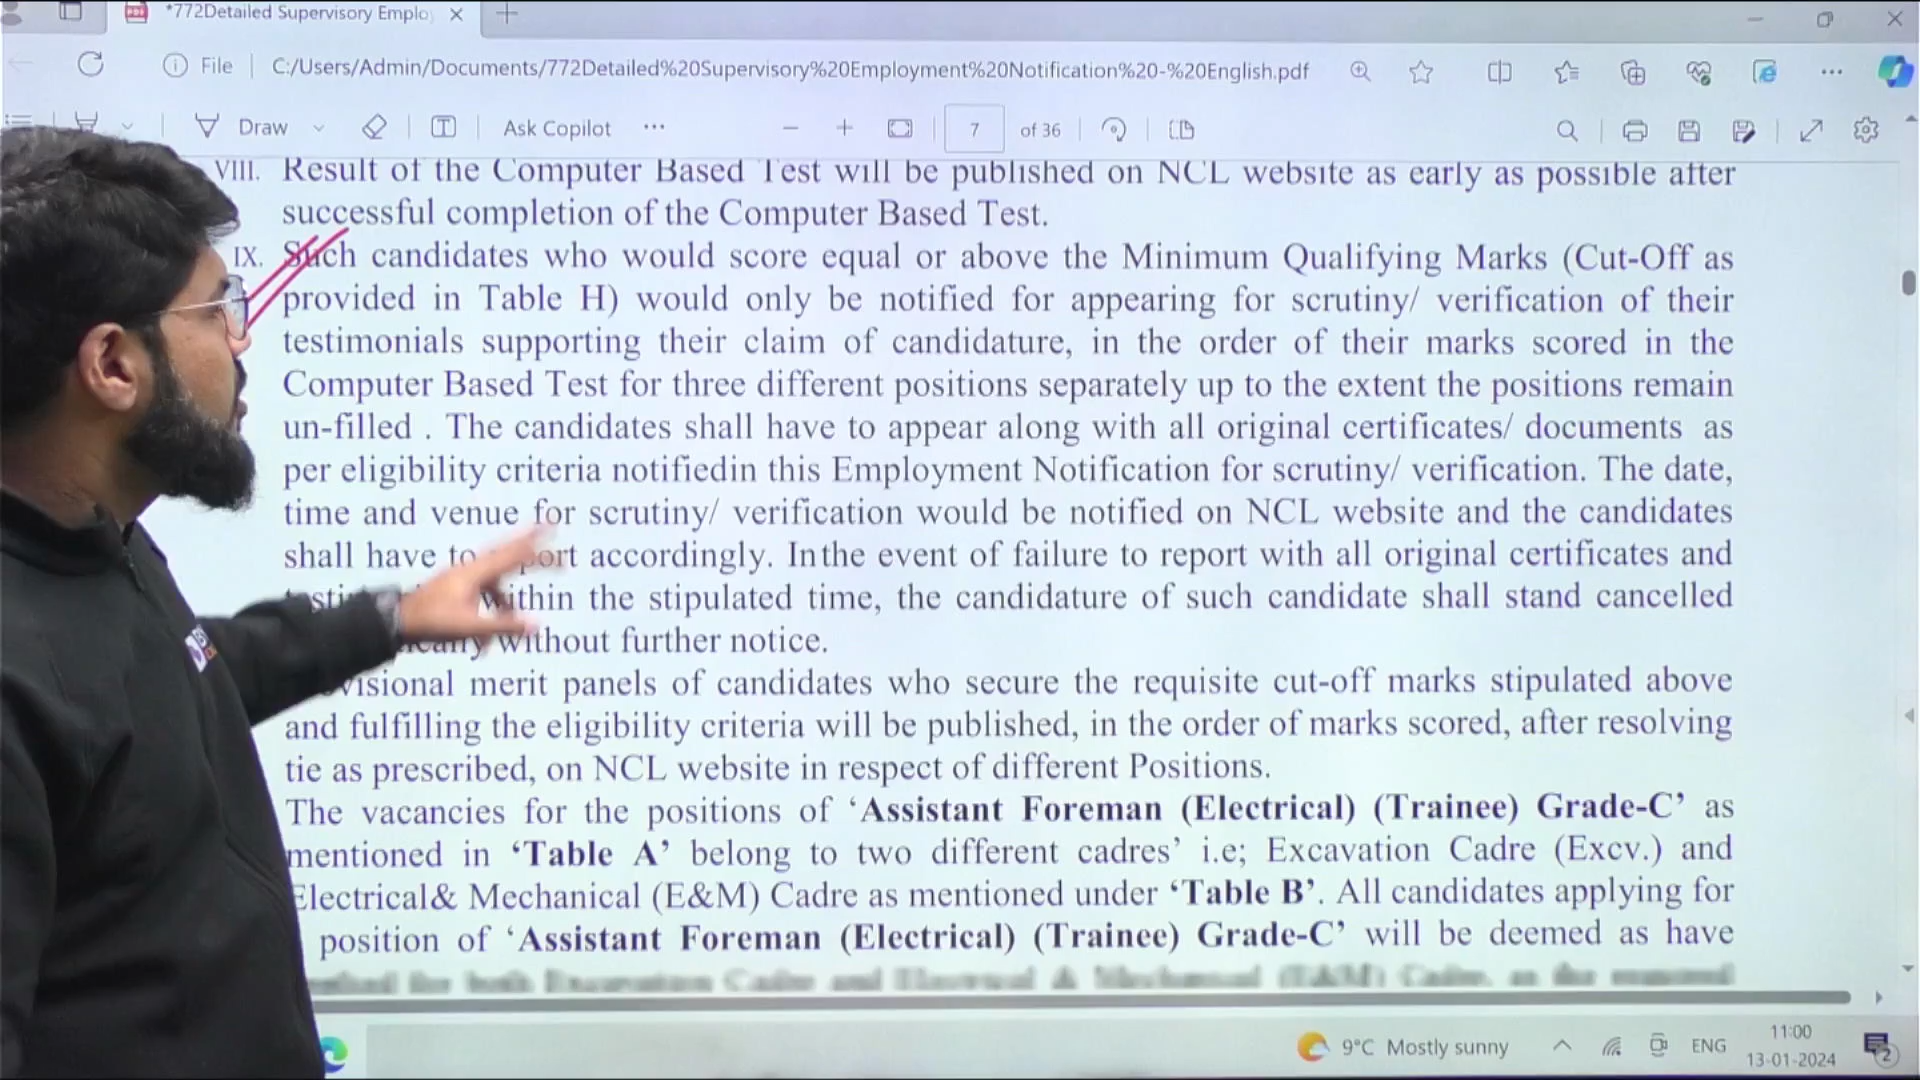 *772Detailed Supervisory Emplo
File
C:/Users/Admin/Documents/772Detailed%20Supervisory%20Employment%20Notification%20-%20English.pdf
Draw
Ask Copilot
7 of 36
VIII. Result of the Computer Based Test will be published on NCL website as early as possible after
successful completion of the Computer Based Test.
IX. Such candidates who would score equal or above the Minimum Qualifying Marks (Cut-Off as
provided in Table H) would only be notified for appearing for scrutiny/ verification of their
testimonials supporting their claim of candidature, in the order of their marks scored in the
Computer Based Test for three different positions separately up to the extent the positions remain
un-filled . The candidates shall have to appear along with all original certificates/ documents as
per eligibility criteria notifiedin this Employment Notification for scrutiny/ verification. The date,
time and venue for scrutiny/ verification would be notified on NCL website and the candidates
shall have to accordingly. Inthe event of failure to report with all original certificates and
within the stipulated time, the candidature of such candidate shall stand cancelled
without further notice.
merit panels of candidates who secure the requisite cut-off marks stipulated above
and fulfilling the eligibility criteria will be published, in the order of marks scored, after resolving
tie as prescribed, on NCL website in respect of different Positions.
The vacancies for the positions of ‘Assistant Foreman (Electrical) (Trainee) Grade-C’ as
mentioned in ‘Table A’ belong to two different cadres’ i.e; Excavation Cadre (Excv.) and
Electrical& Mechanical (E&M) Cadre as mentioned under ‘Table B’. All candidates applying for
position of ‘Assistant Foreman (Electrical) (Trainee) Grade-C’ will be deemed as have
9°C Mostly sunny
ENG
11:00
13-01-2024
2